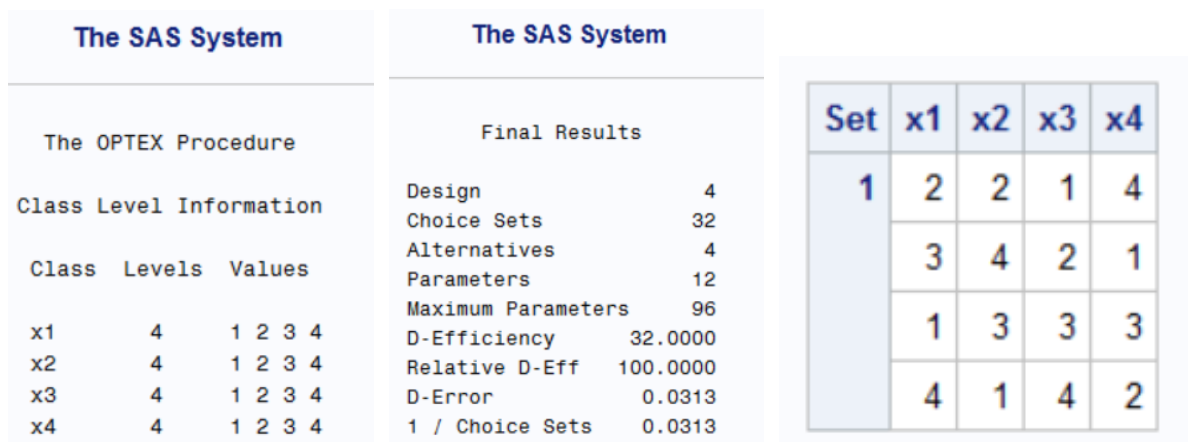 The SAS System
The OPTEX Procedure
Class Level Information
Class Levels Values
x1 4 1 2 3 4
x2 4 1 2 3 4
x3 4 1 2 3 4
x4 4 1 2 3 4
The SAS System
Final Results
Design 4
Choice Sets 32
Alternatives 4
Parameters 12
Maximum Parameters 96
D-Efficiency 32.0000
Relative D-Eff 100.0000
D-Error 0.0313
1 / Choice Sets 0.0313
Set x1 x2 x3 x4
1 2 2 1 4
3 4 2 1
1 3 3 3
4 1 4 2